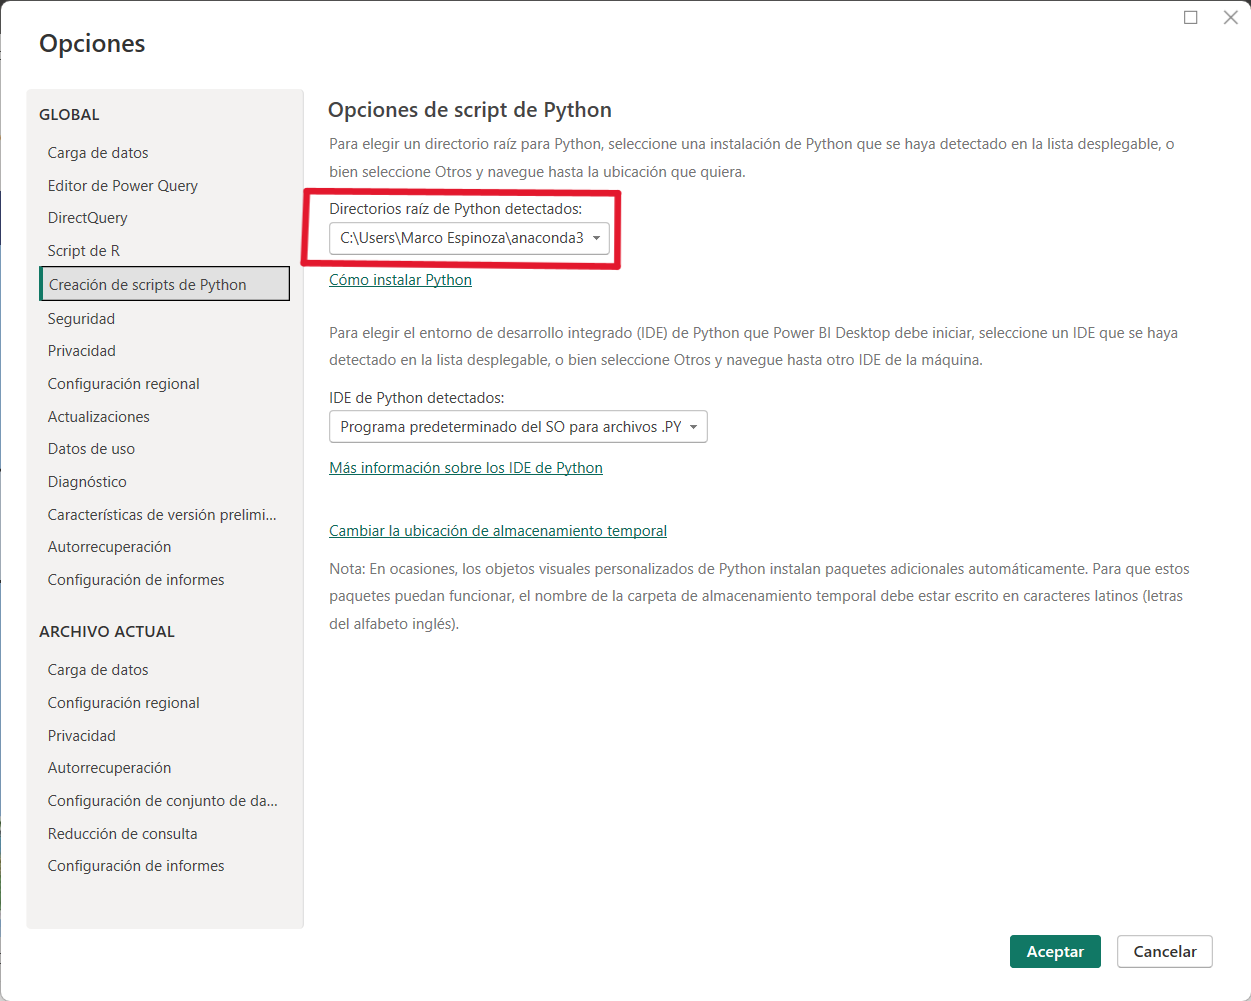 Opciones
GLOBAL
Carga de datos
Editor de Power Query
DirectQuery
Script de R
Creación de scripts de Python
Seguridad
Privacidad
Configuración regional
Actualizaciones
Datos de uso
Diagnóstico
Características de versión prelimi...
Autorrecuperación
Configuración de informes
ARCHIVO ACTUAL
Carga de datos
Configuración regional
Privacidad
Autorrecuperación
Configuración de conjunto de da...
Reducción de consulta
Configuración de informes
Opciones de script de Python
Para elegir un directorio raíz para Python, seleccione una instalación de Python que se haya detectado en la lista desplegable, o
bien seleccione Otros y navegue hasta la ubicación que quiera.
Directorios raíz de Python detectados:
C:\Users\Marco Espinoza\anaconda3
Cómo instalar Python
Para elegir el entorno de desarrollo integrado (IDE) de Python que Power BI Desktop debe iniciar, seleccione un IDE que se haya
detectado en la lista desplegable, o bien seleccione Otros y navegue hasta otro IDE de la máquina.
IDE de Python detectados:
Programa predeterminado del SO para archivos .PY
Más información sobre los IDE de Python
Cambiar la ubicación de almacenamiento temporal
Nota: En ocasiones, los objetos visuales personalizados de Python instalan paquetes adicionales automáticamente. Para que estos
paquetes puedan funcionar, el nombre de la carpeta de almacenamiento temporal debe estar escrito en caracteres latinos (letras
del alfabeto inglés).
Aceptar
Cancelar